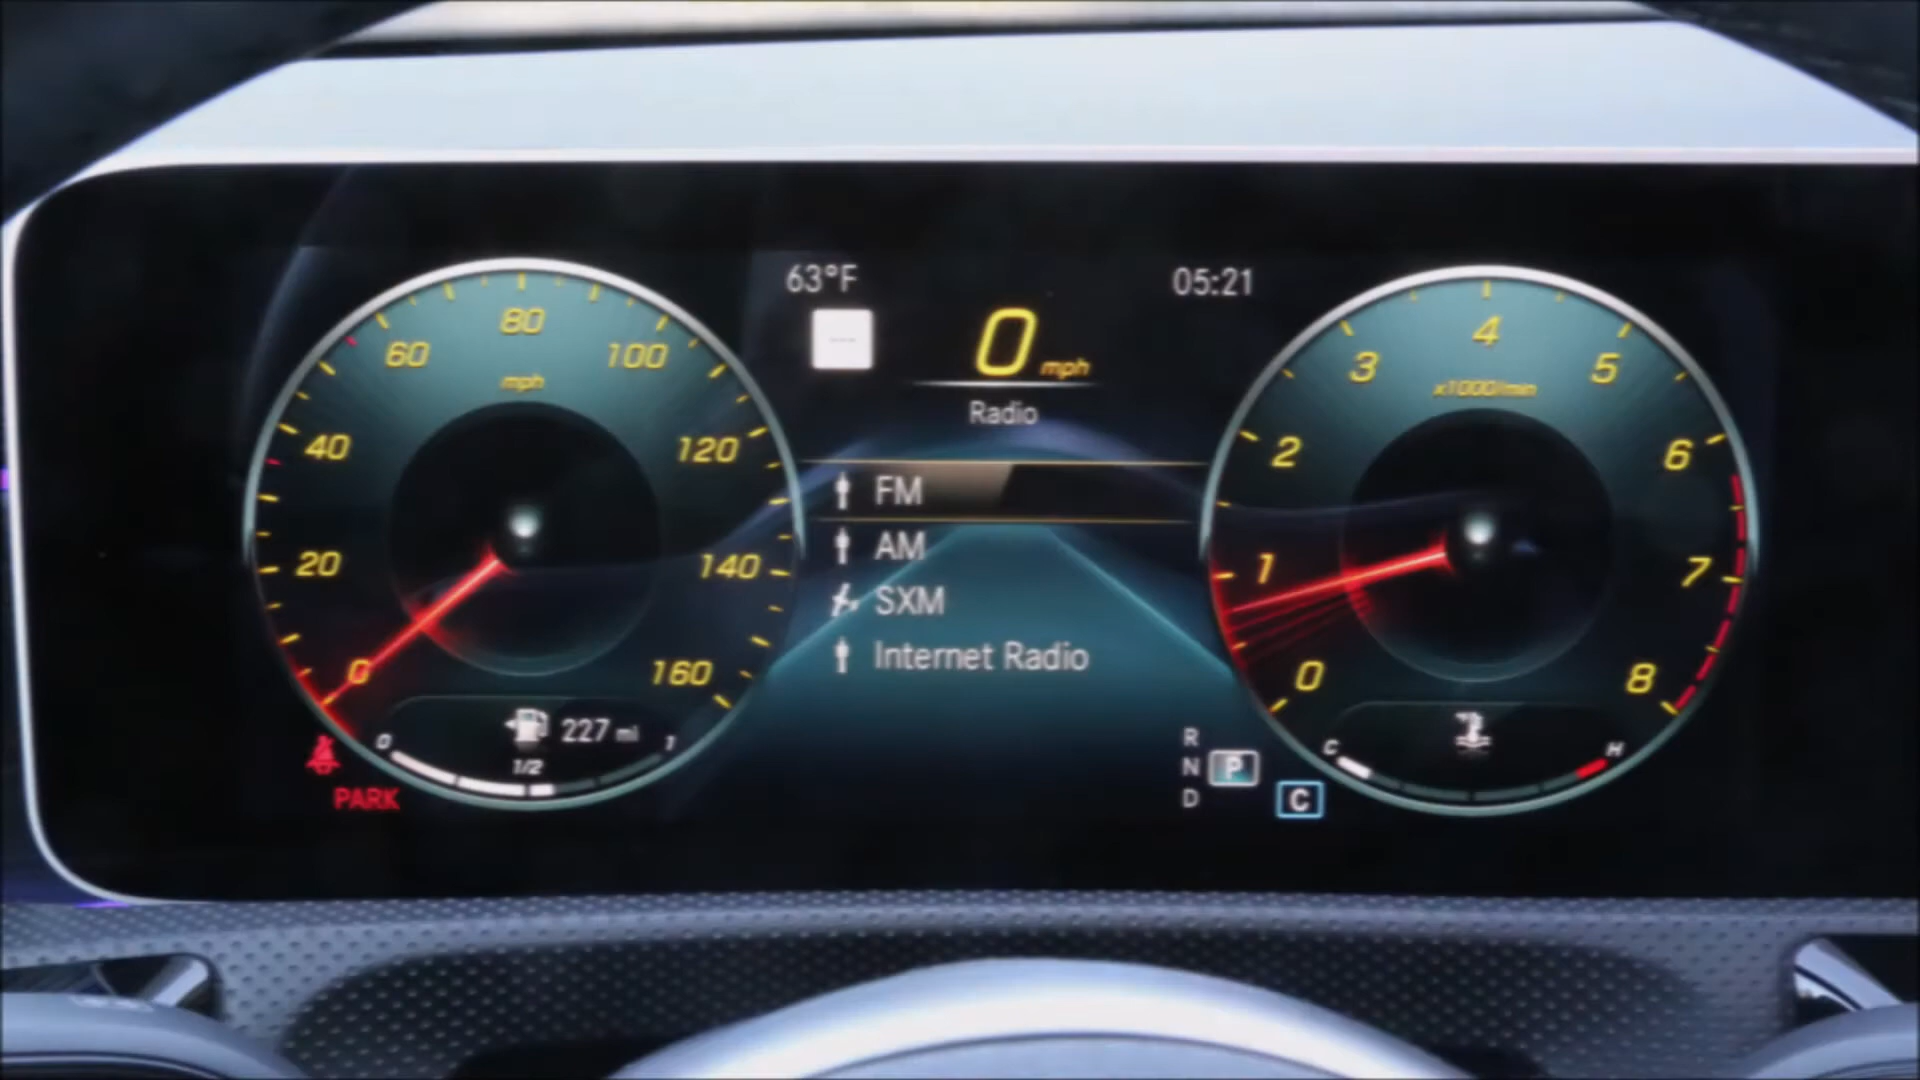 63°F
05:21
0 mph
Radio
FM
AM
SXM
Internet Radio
0
20
40
60
80
100
120
140
160
mph
227 mi
0
1/2
1
PARK
R
N
D
P
C
0
1
2
3
4
5
6
7
8
x1000/min
C
H